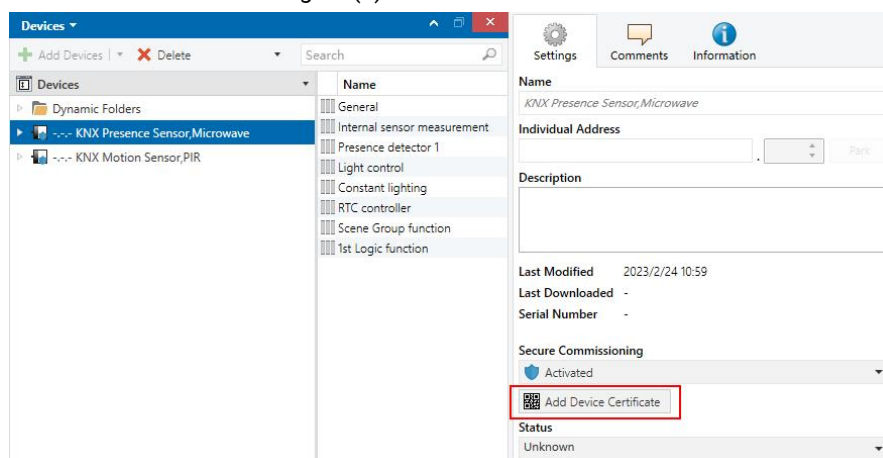 Devices
Add Devices
Delete
Search
Devices
Dynamic Folders
-.-.- KNX Presence Sensor,Microwave
-.-.- KNX Motion Sensor,PIR
Name
General
Internal sensor measurement
Presence detector 1
Light control
Constant lighting
RTC controller
Scene Group function
1st Logic function
Settings
Comments
Information
Name
KNX Presence Sensor,Microwave
Individual Address
.
Park
Description
Last Modified 2023/2/24 10:59
Last Downloaded -
Serial Number -
Secure Commissioning
Activated
Add Device Certificate
Status
Unknown